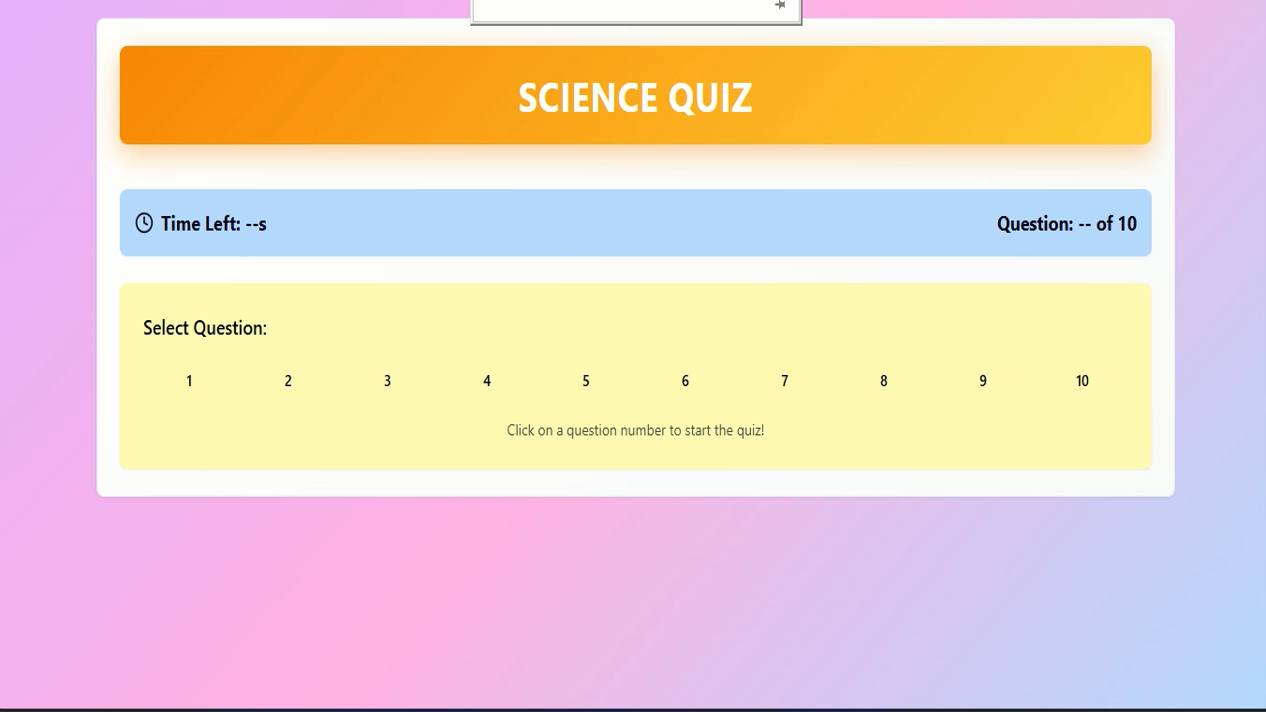 SCIENCE QUIZ
Time Left: --s
Question: -- of 10
Select Question:
1 2 3 4 5 6 7 8 9 10
Click on a question number to start the quiz!